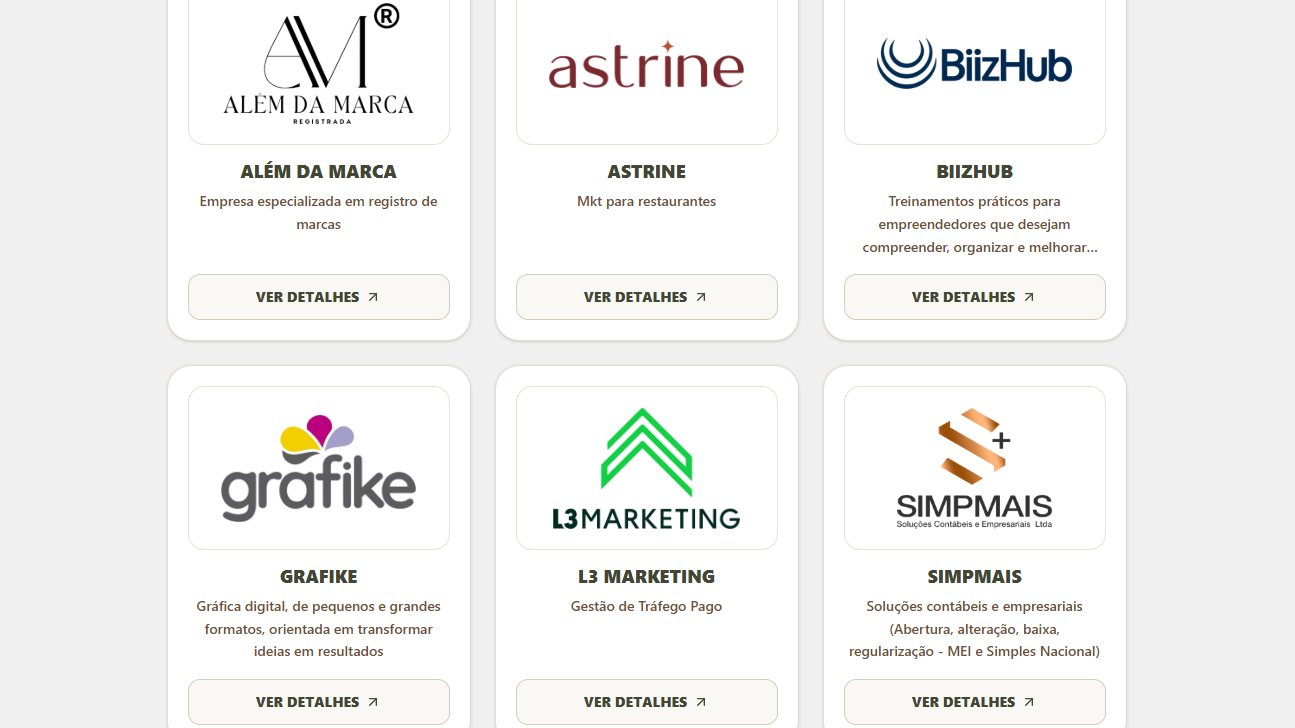 AM®
ALÉM DA MARCA
REGISTRADA
astrine
BiizHub
ALÉM DA MARCA
Empresa especializada em registro de
marcas
VER DETALHES
ASTRINE
Mkt para restaurantes
VER DETALHES
BIIZHUB
Treinamentos práticos para
empreendedores que desejam
compreender, organizar e melhorar...
VER DETALHES
grafike
GRAFIKE
Gráfica digital, de pequenos e grandes
formatos, orientada em transformar
ideias em resultados
VER DETALHES
L3MARKETING
L3 MARKETING
Gestão de Tráfego Pago
VER DETALHES
S+
SIMPMAIS
Soluções Contábeis e Empresariais Ltda
SIMPMAIS
Soluções contábeis e empresariais
(Abertura, alteração, baixa,
regularização - MEI e Simples Nacional)
VER DETALHES